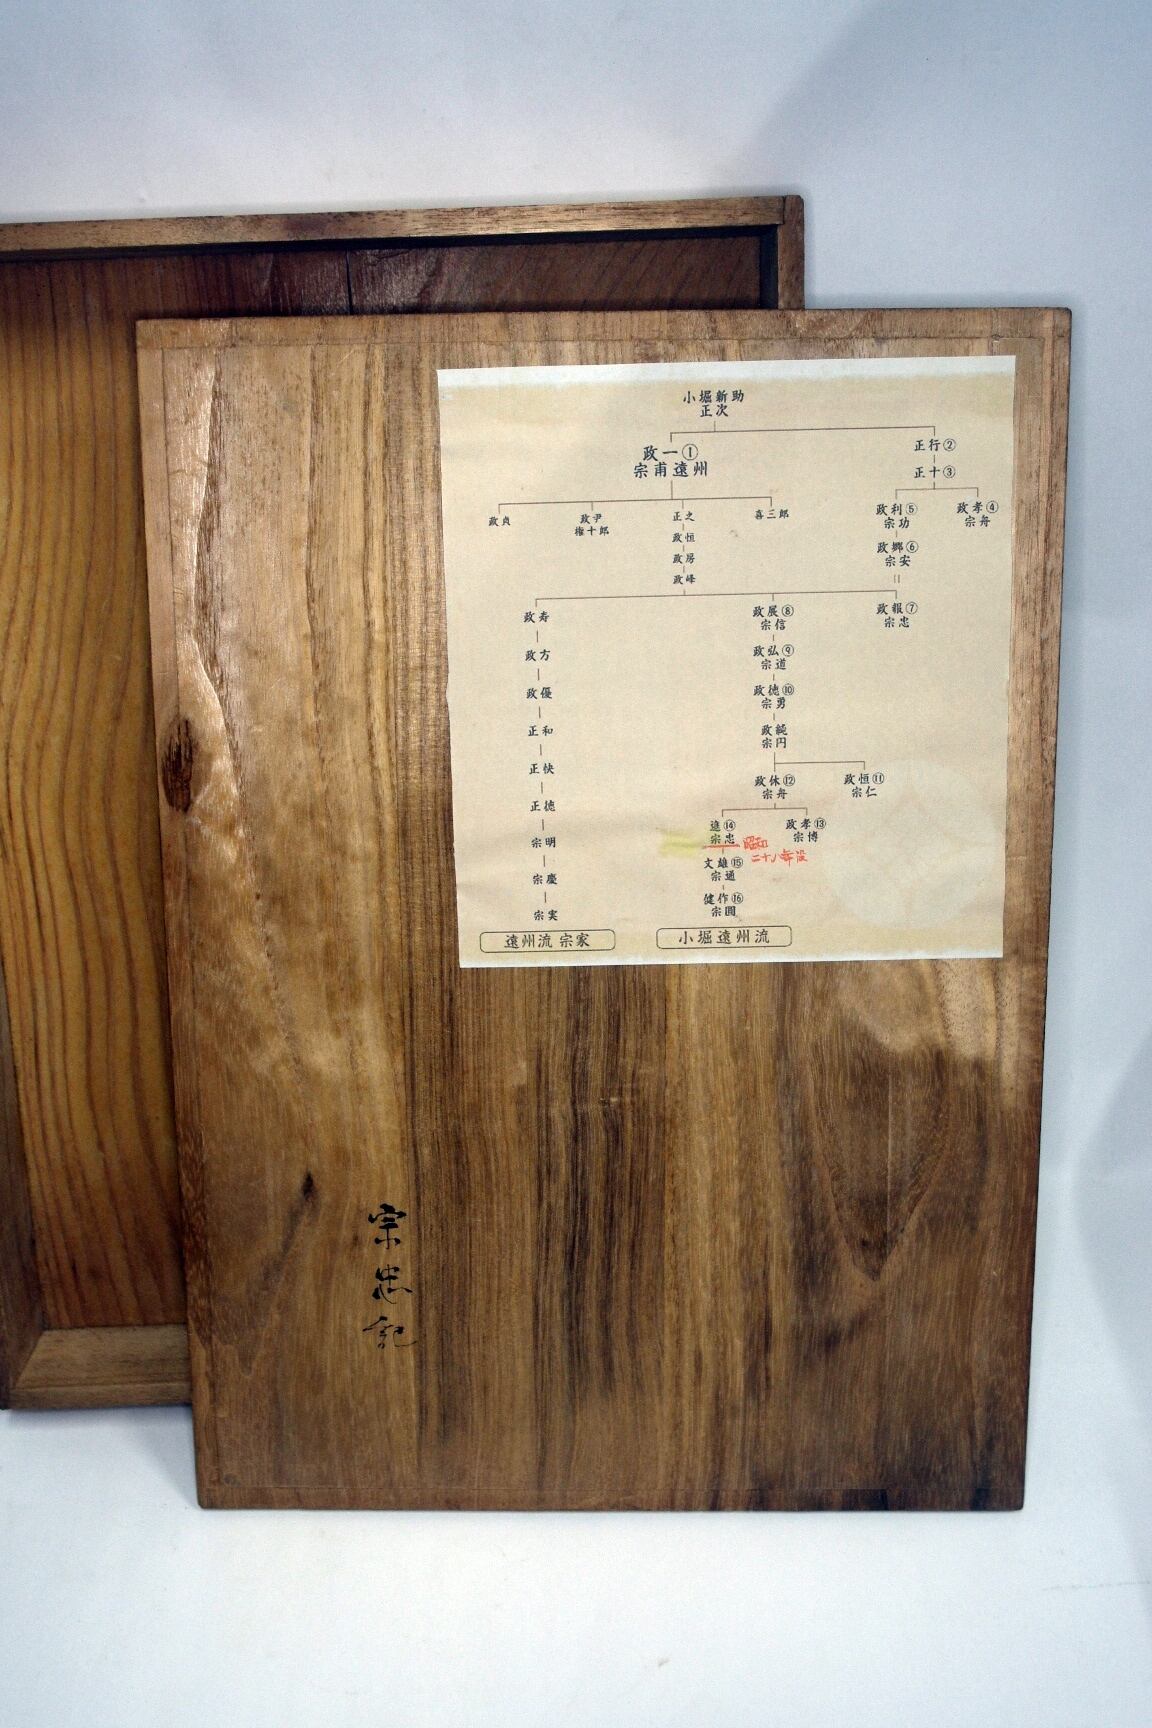 小堀新助
正次
政一①
宗甫遠州
正行②
正十③
政貞
政尹
権十郎
正之
喜三郎
政利⑤
宗功
政孝④
宗舟
政恒
政房
政峰
政郷⑥
宗安
政寿
政展⑧
宗信
政報⑦
宗忠
政方
政弘⑨
宗道
政優
政徳⑩
宗勇
正和
政純
宗円
正快
政休⑫
宗舟
政恒⑪
宗仁
正徳
逵⑭
宗忠
政孝⑬
宗博
昭和
二十八年没
宗明
文雄⑮
宗通
宗慶
健作⑯
宗圓
宗実
遠州流 宗家
小堀遠州流
宗忠記